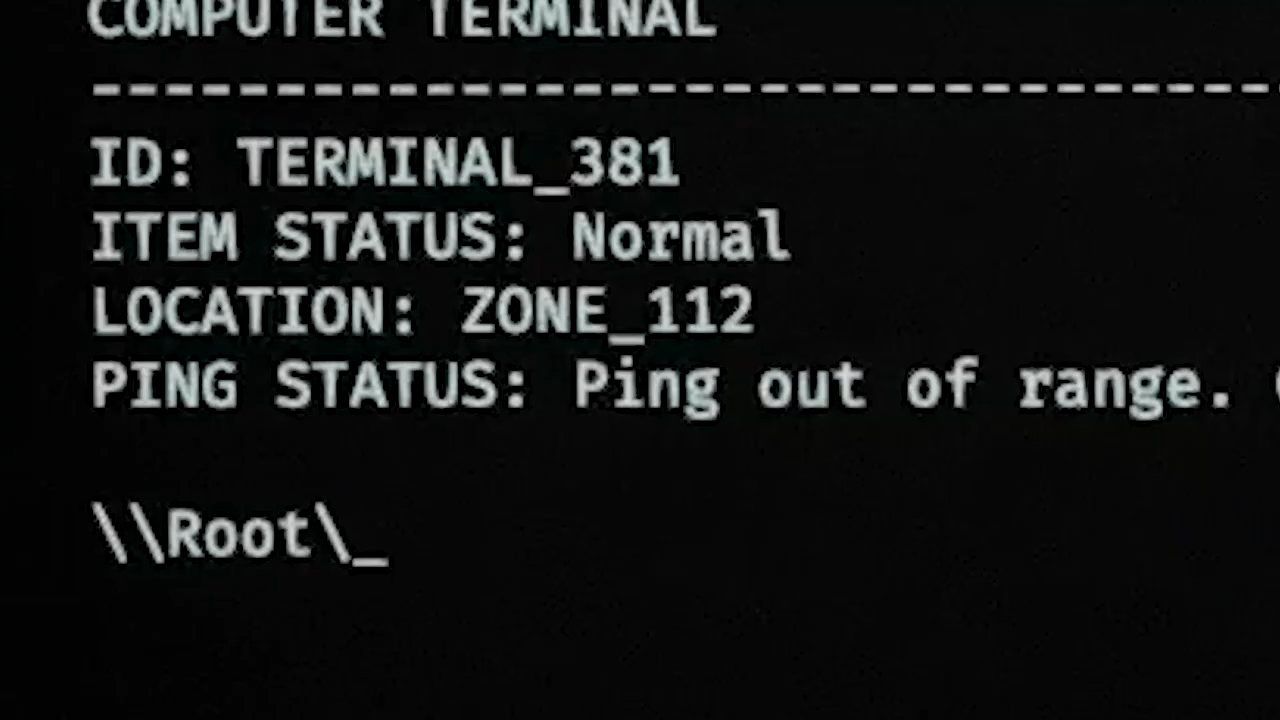 COMPUTER TERMINAL
------------------------------------
ID: TERMINAL_381
ITEM STATUS: Normal
LOCATION: ZONE_112
PING STATUS: Ping out of range.
\\Root\_